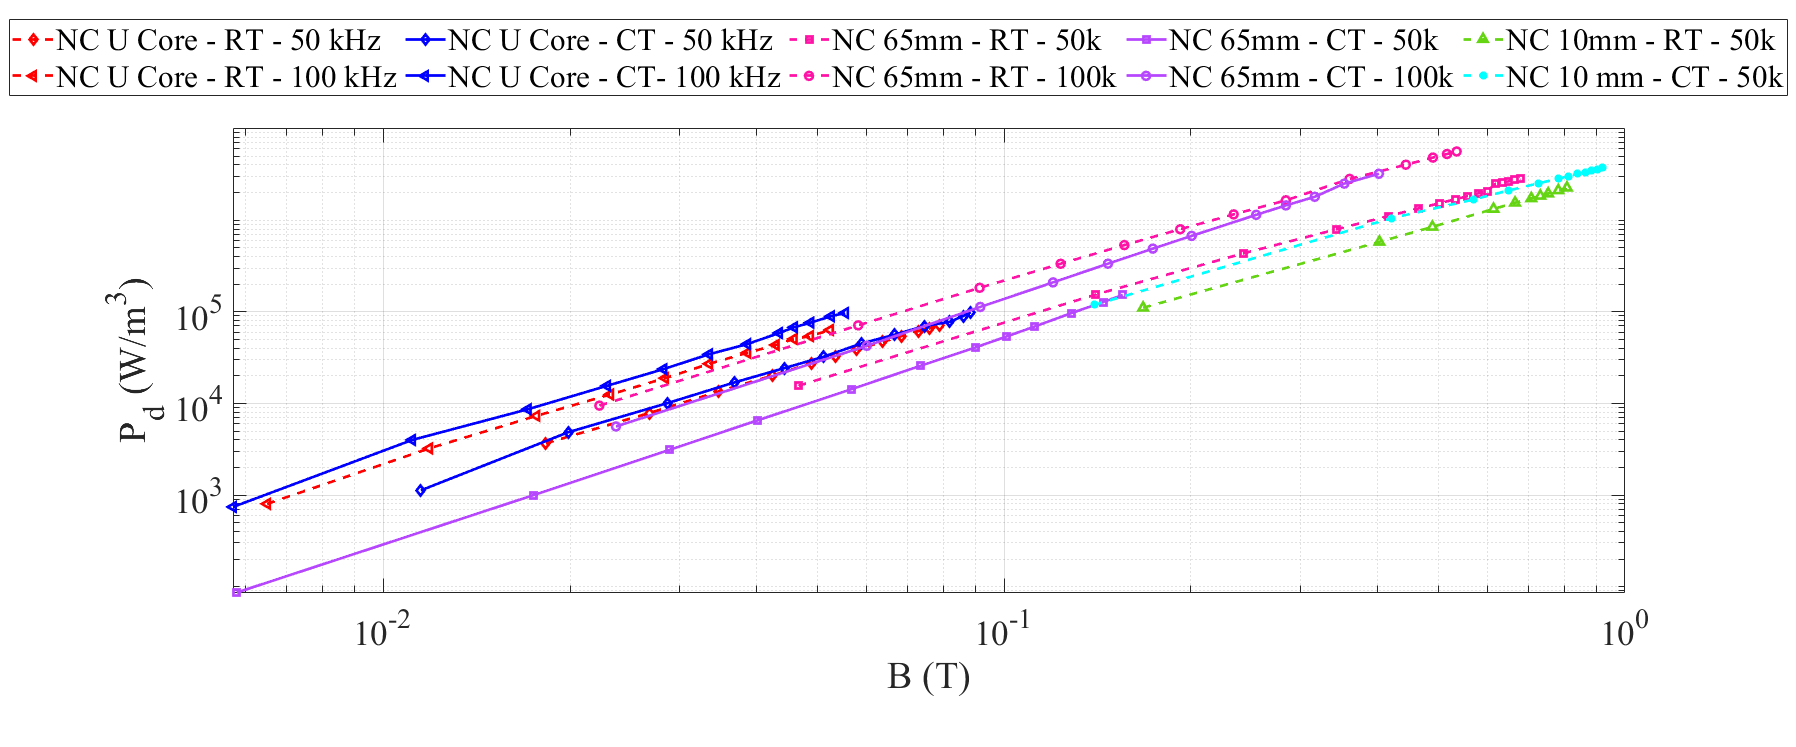 NC U Core - RT - 50 kHz NC U Core - CT - 50 kHz NC 65mm - RT - 50k NC 65mm - CT - 50k NC 10mm - RT - 50k
NC U Core - RT - 100 kHz NC U Core - CT- 100 kHz NC 65mm - RT - 100k NC 65mm - CT - 100k NC 10 mm - CT - 50k
P_d (W/m^3)
10^5
10^4
10^3
10^-2 10^-1 10^0
B (T)